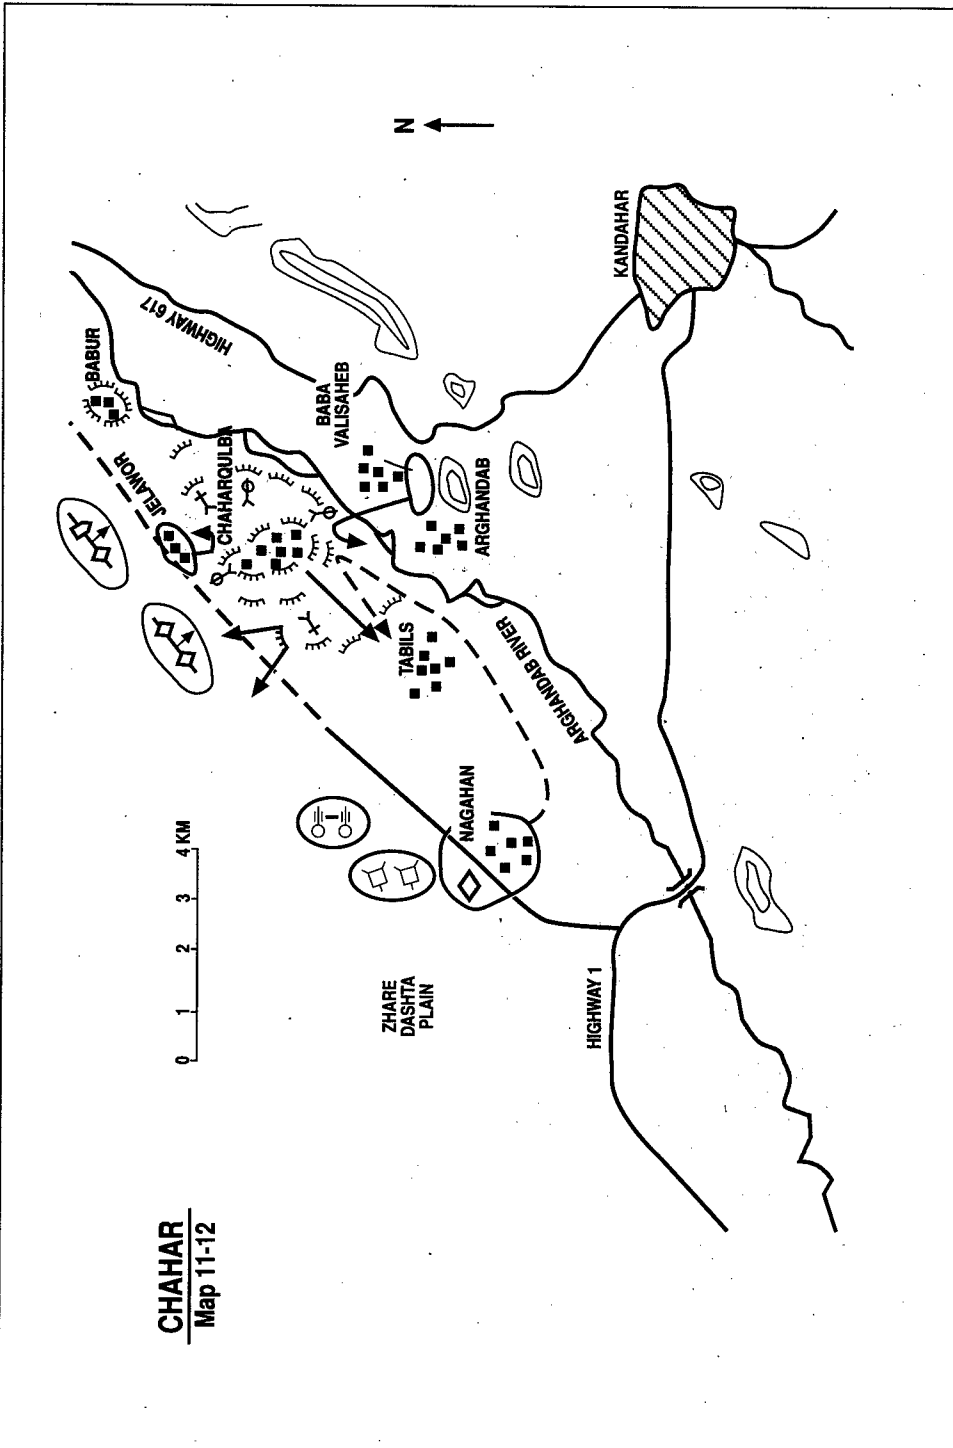 CHAHAR
Map 11-12
0 1 2 3 4 KM
N
BABUR
HIGHWAY 617
JELAWOR
CHAHARQULBA
BABA
VALISAHEB
KANDAHAR
ARGHANDAB
TABILS
ARGHANDAB RIVER
NAGAHAN
ZHARE
DASHTA
PLAIN
HIGHWAY 1